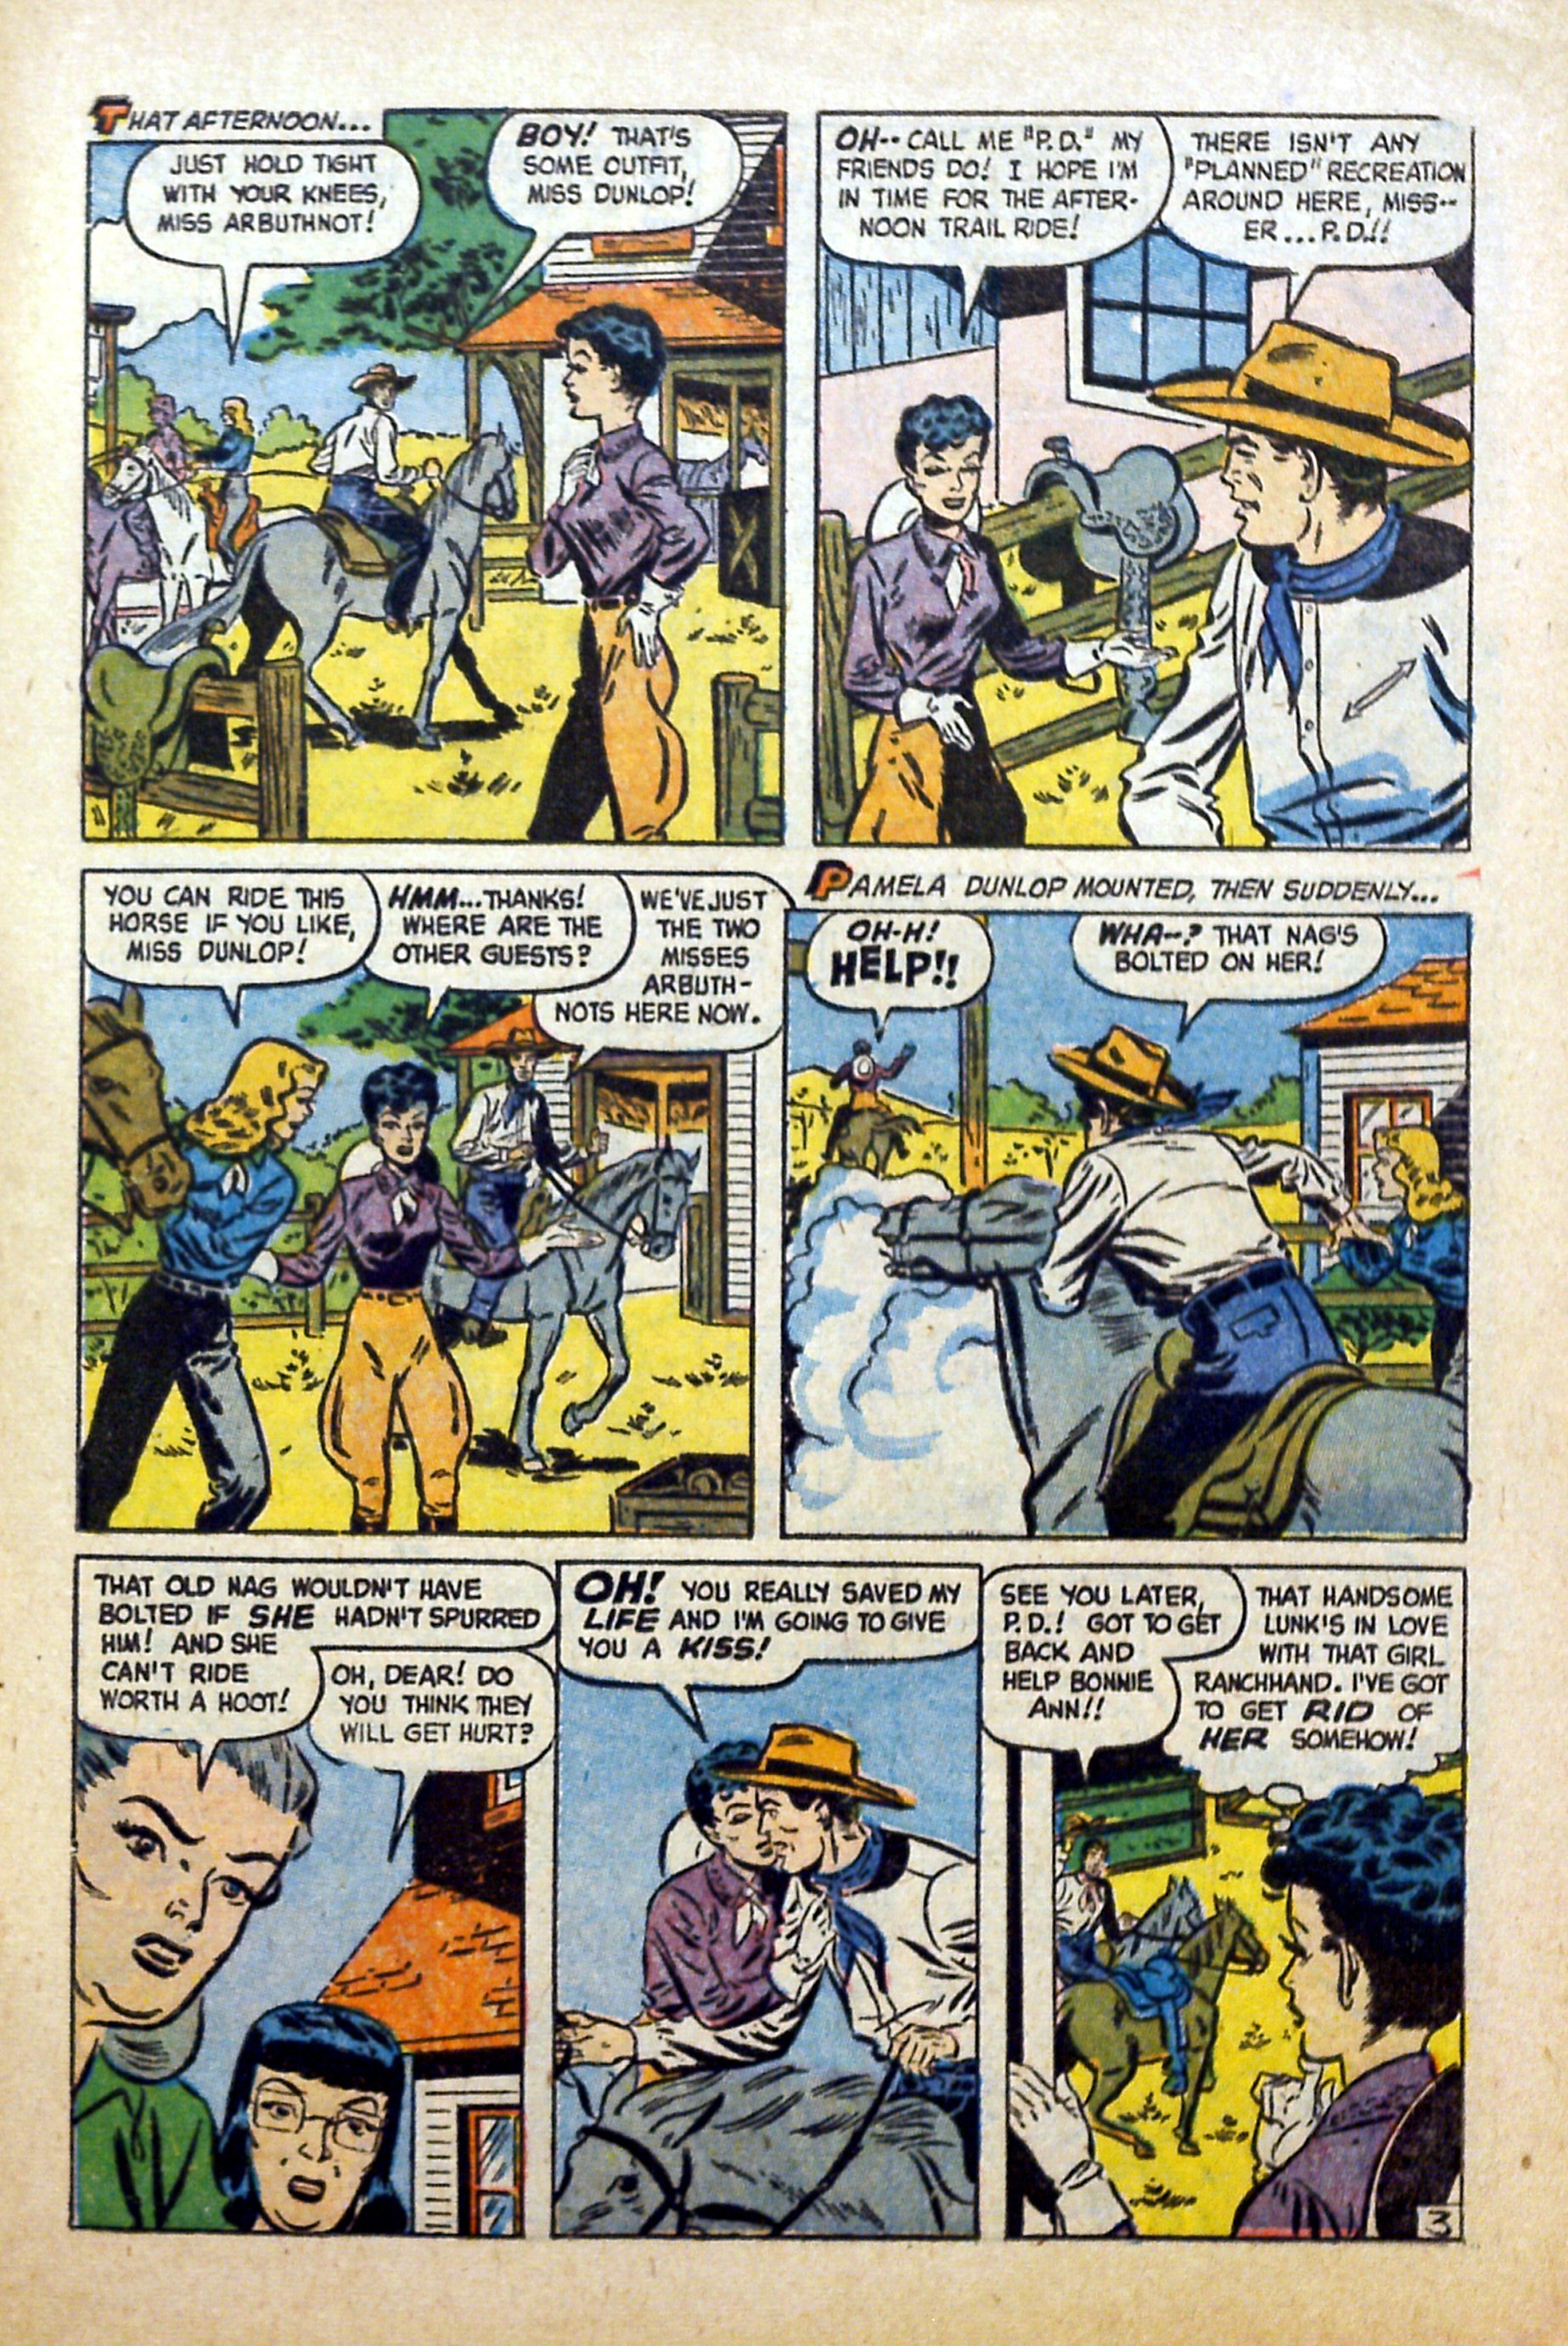 THAT AFTERNOON...
JUST HOLD TIGHT
WITH YOUR KNEES,
MISS ARBUTHNOT!
BOY! THAT'S
SOME OUTFIT,
MISS DUNLOP!
OH-- CALL ME "P.D." MY
FRIENDS DO! I HOPE I'M
IN TIME FOR THE AFTER-
NOON TRAIL RIDE!
THERE ISN'T ANY
"PLANNED" RECREATION
AROUND HERE, MISS--
ER...P.D.!!
YOU CAN RIDE THIS
HORSE IF YOU LIKE,
MISS DUNLOP!
HMM...THANKS!
WHERE ARE THE
OTHER GUESTS?
WE'VE JUST
THE TWO
MISSES
ARBUTH-
NOTS HERE NOW.
PAMELA DUNLOP MOUNTED, THEN SUDDENLY...
OH-H!
HELP!!
WHA--? THAT NAG'S
BOLTED ON HER!
THAT OLD NAG WOULDN'T HAVE
BOLTED IF SHE HADN'T SPURRED
HIM! AND SHE
CAN'T RIDE
WORTH A HOOT!
OH, DEAR! DO
YOU THINK THEY
WILL GET HURT?
OH! YOU REALLY SAVED MY
LIFE AND I'M GOING TO GIVE
YOU A KISS!
SEE YOU LATER,
P.D.! GOT TO GET
BACK AND
HELP BONNIE
ANN!!
THAT HANDSOME
LUNK'S IN LOVE
WITH THAT GIRL
RANCHHAND. I'VE GOT
TO GET RID OF
HER SOMEHOW!
3